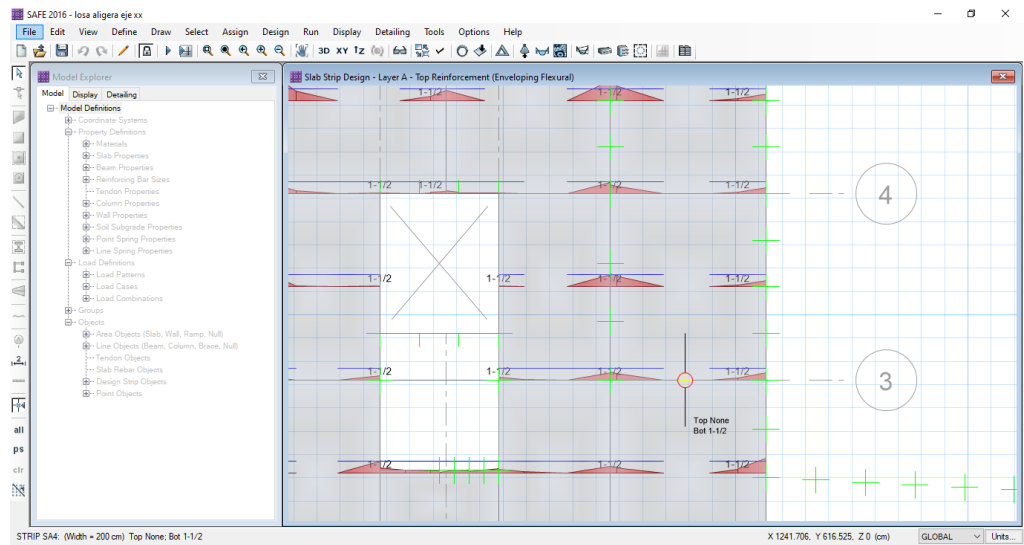 SAFE 2016 - losa aligera eje xx
File Edit View Define Draw Select Assign Design Run Display Detailing Tools Options Help
3D XY
Model Explorer
Model Display Detailing
Model Definitions
Coordinate Systems
Property Definitions
Materials
Slab Properties
Beam Properties
Reinforcing Bar Sizes
Tendon Properties
Column Properties
Wall Properties
Soil Subgrade Properties
Point Spring Properties
Line Spring Properties
Load Definitions
Load Patterns
Load Cases
Load Combinations
Groups
Objects
Area Objects (Slab, Wall, Ramp, Null)
Line Objects (Beam, Column, Brace, Null)
Tendon Objects
Slab Rebar Objects
Design Strip Objects
Point Objects
all
ps
clr
Slab Strip Design - Layer A - Top Reinforcement (Enveloping Flexural)
1-1/2 1-1/2 1-1/2
1-1/2 1-1/2 1-1/2 1-1/2
4
1-1/2 1-1/2 1-1/2 1-1/2
1-1/2 1-1/2 1-1/2 1-1/2
3
Top None
Bot 1-1/2
1-1/2 1-1/2 1-1/2
STRIP SA4: (Width = 200 cm) Top None; Bot 1-1/2
X 1241.706, Y 616.525, Z 0 (cm)
GLOBAL
Units...